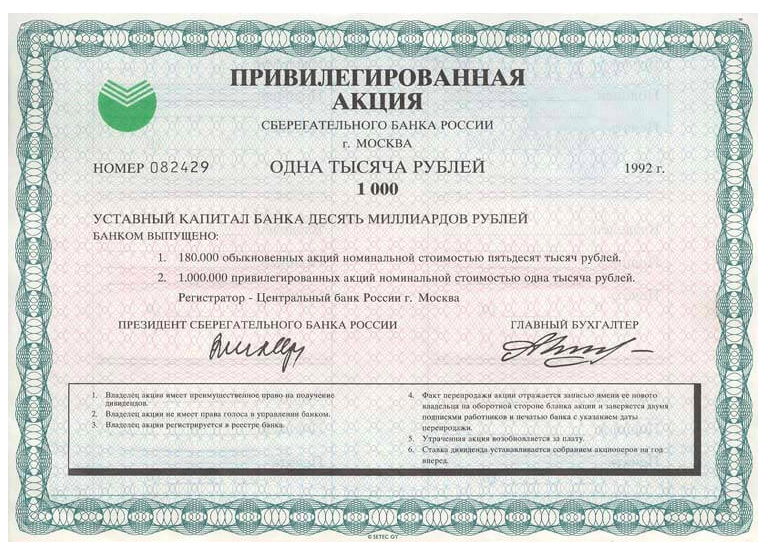 ПРИВИЛЕГИРОВАННАЯ
АКЦИЯ
СБЕРЕГАТЕЛЬНОГО БАНКА РОССИИ
г. МОСКВА
НОМЕР 082429 ОДНА ТЫСЯЧА РУБЛЕЙ 1992 г.
1 000
УСТАВНЫЙ КАПИТАЛ БАНКА ДЕСЯТЬ МИЛЛИАРДОВ РУБЛЕЙ
БАНКОМ ВЫПУЩЕНО:
1. 180.000 обыкновенных акций номинальной стоимостью пятьдесят тысяч рублей.
2. 1.000.000 привилегированных акций номинальной стоимостью одна тысяча рублей.
Регистратор - Центральный банк России г. Москва
ПРЕЗИДЕНТ СБЕРЕГАТЕЛЬНОГО БАНКА РОССИИ
ГЛАВНЫЙ БУХГАЛТЕР
1. Владелец акции имеет преимущественное право на получение
дивидендов.
2. Владелец акции не имеет права голоса в управлении банком.
3. Владелец акции регистрируется в реестре банка.
4. Факт перепродажи акции отражается записью имени ее нового
владельца на оборотной стороне бланка акции и заверяется двумя
подписями работников и печатью банка с указанием даты
перепродажи.
5. Утраченная акция возобновляется за плату.
6. Ставка дивиденда устанавливается собранием акционеров на год
вперед.
© SETEC OY